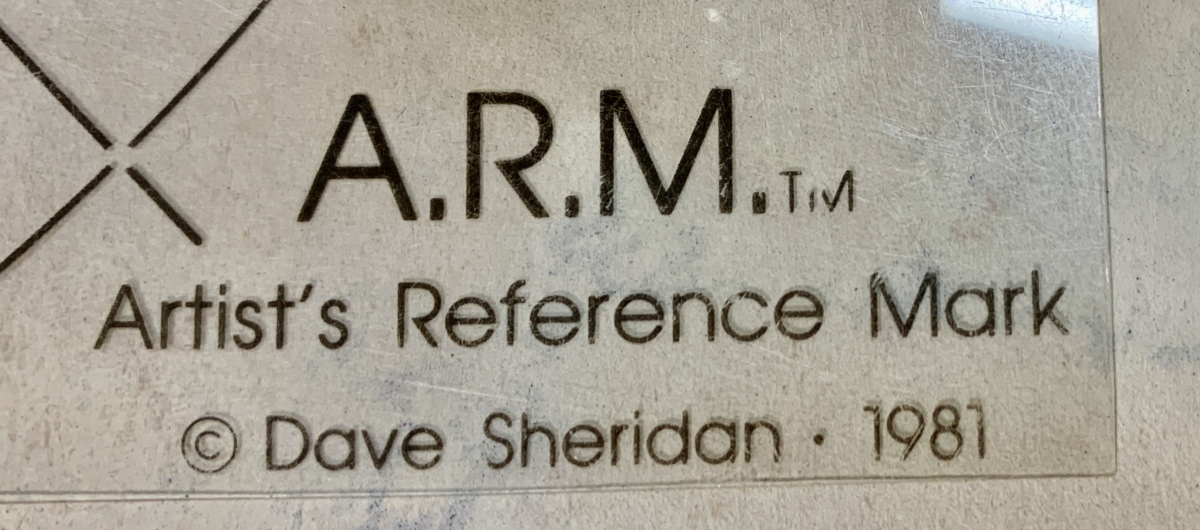 A.R.M.™
Artist's Reference Mark
© Dave Sheridan · 1981